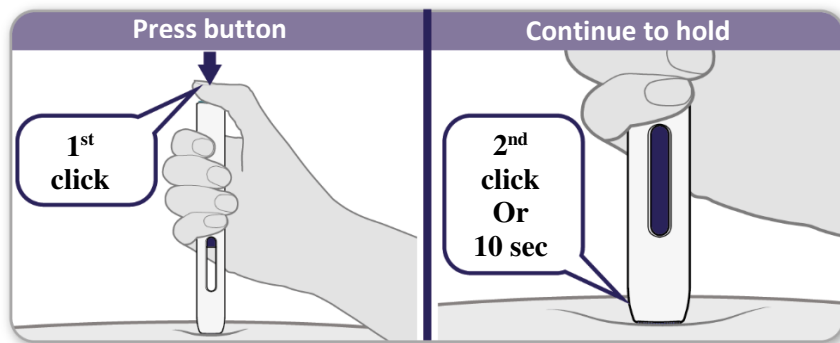 Press button
Continue to hold
1st
click
2nd
click
Or
10 sec